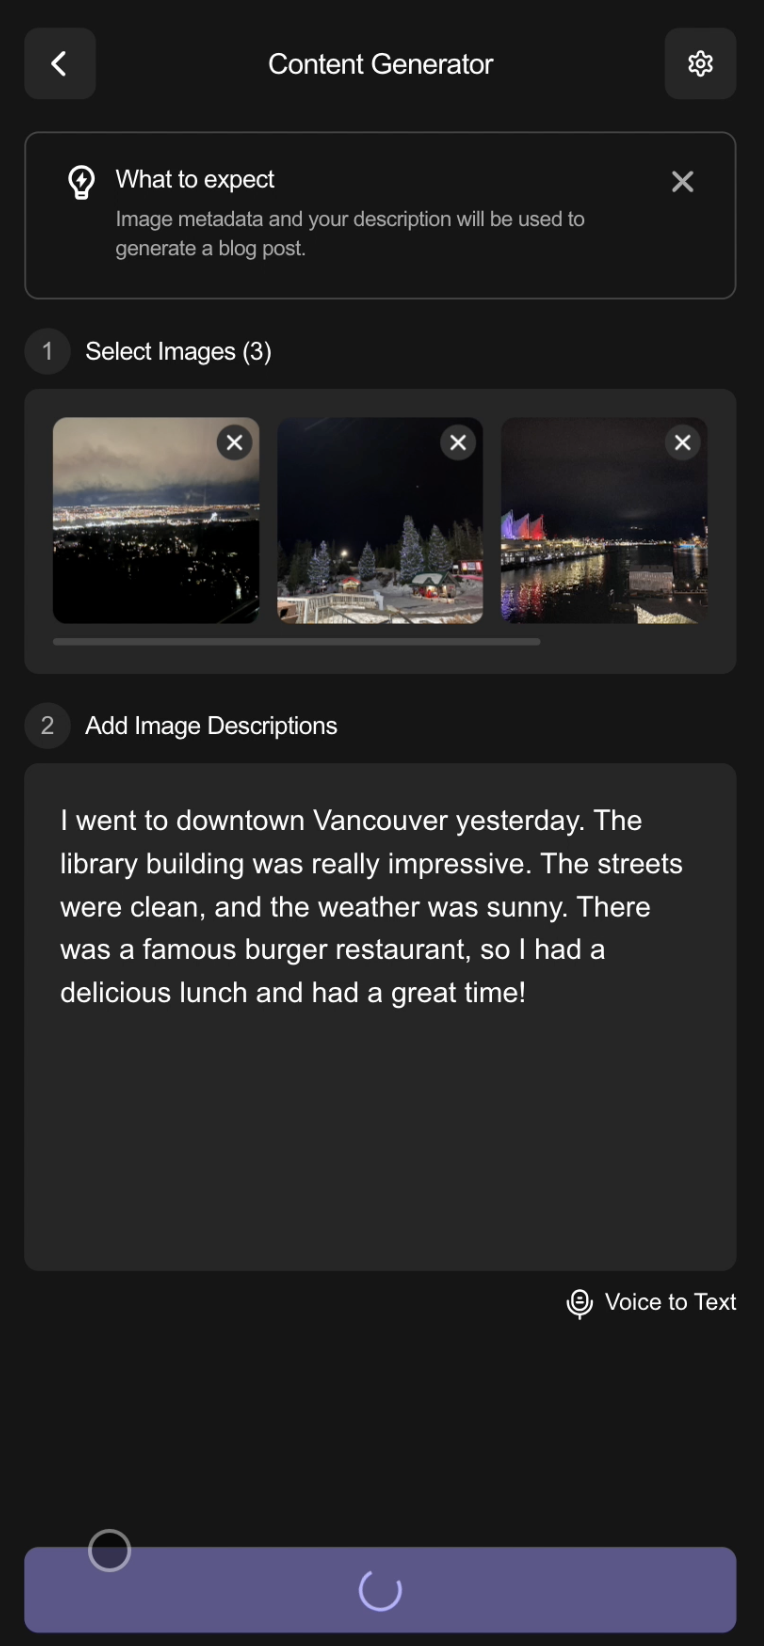 Content Generator
What to expect
Image metadata and your description will be used to
generate a blog post.
1 Select Images (3)
2 Add Image Descriptions
I went to downtown Vancouver yesterday. The
library building was really impressive. The streets
were clean, and the weather was sunny. There
was a famous burger restaurant, so I had a
delicious lunch and had a great time!
Voice to Text